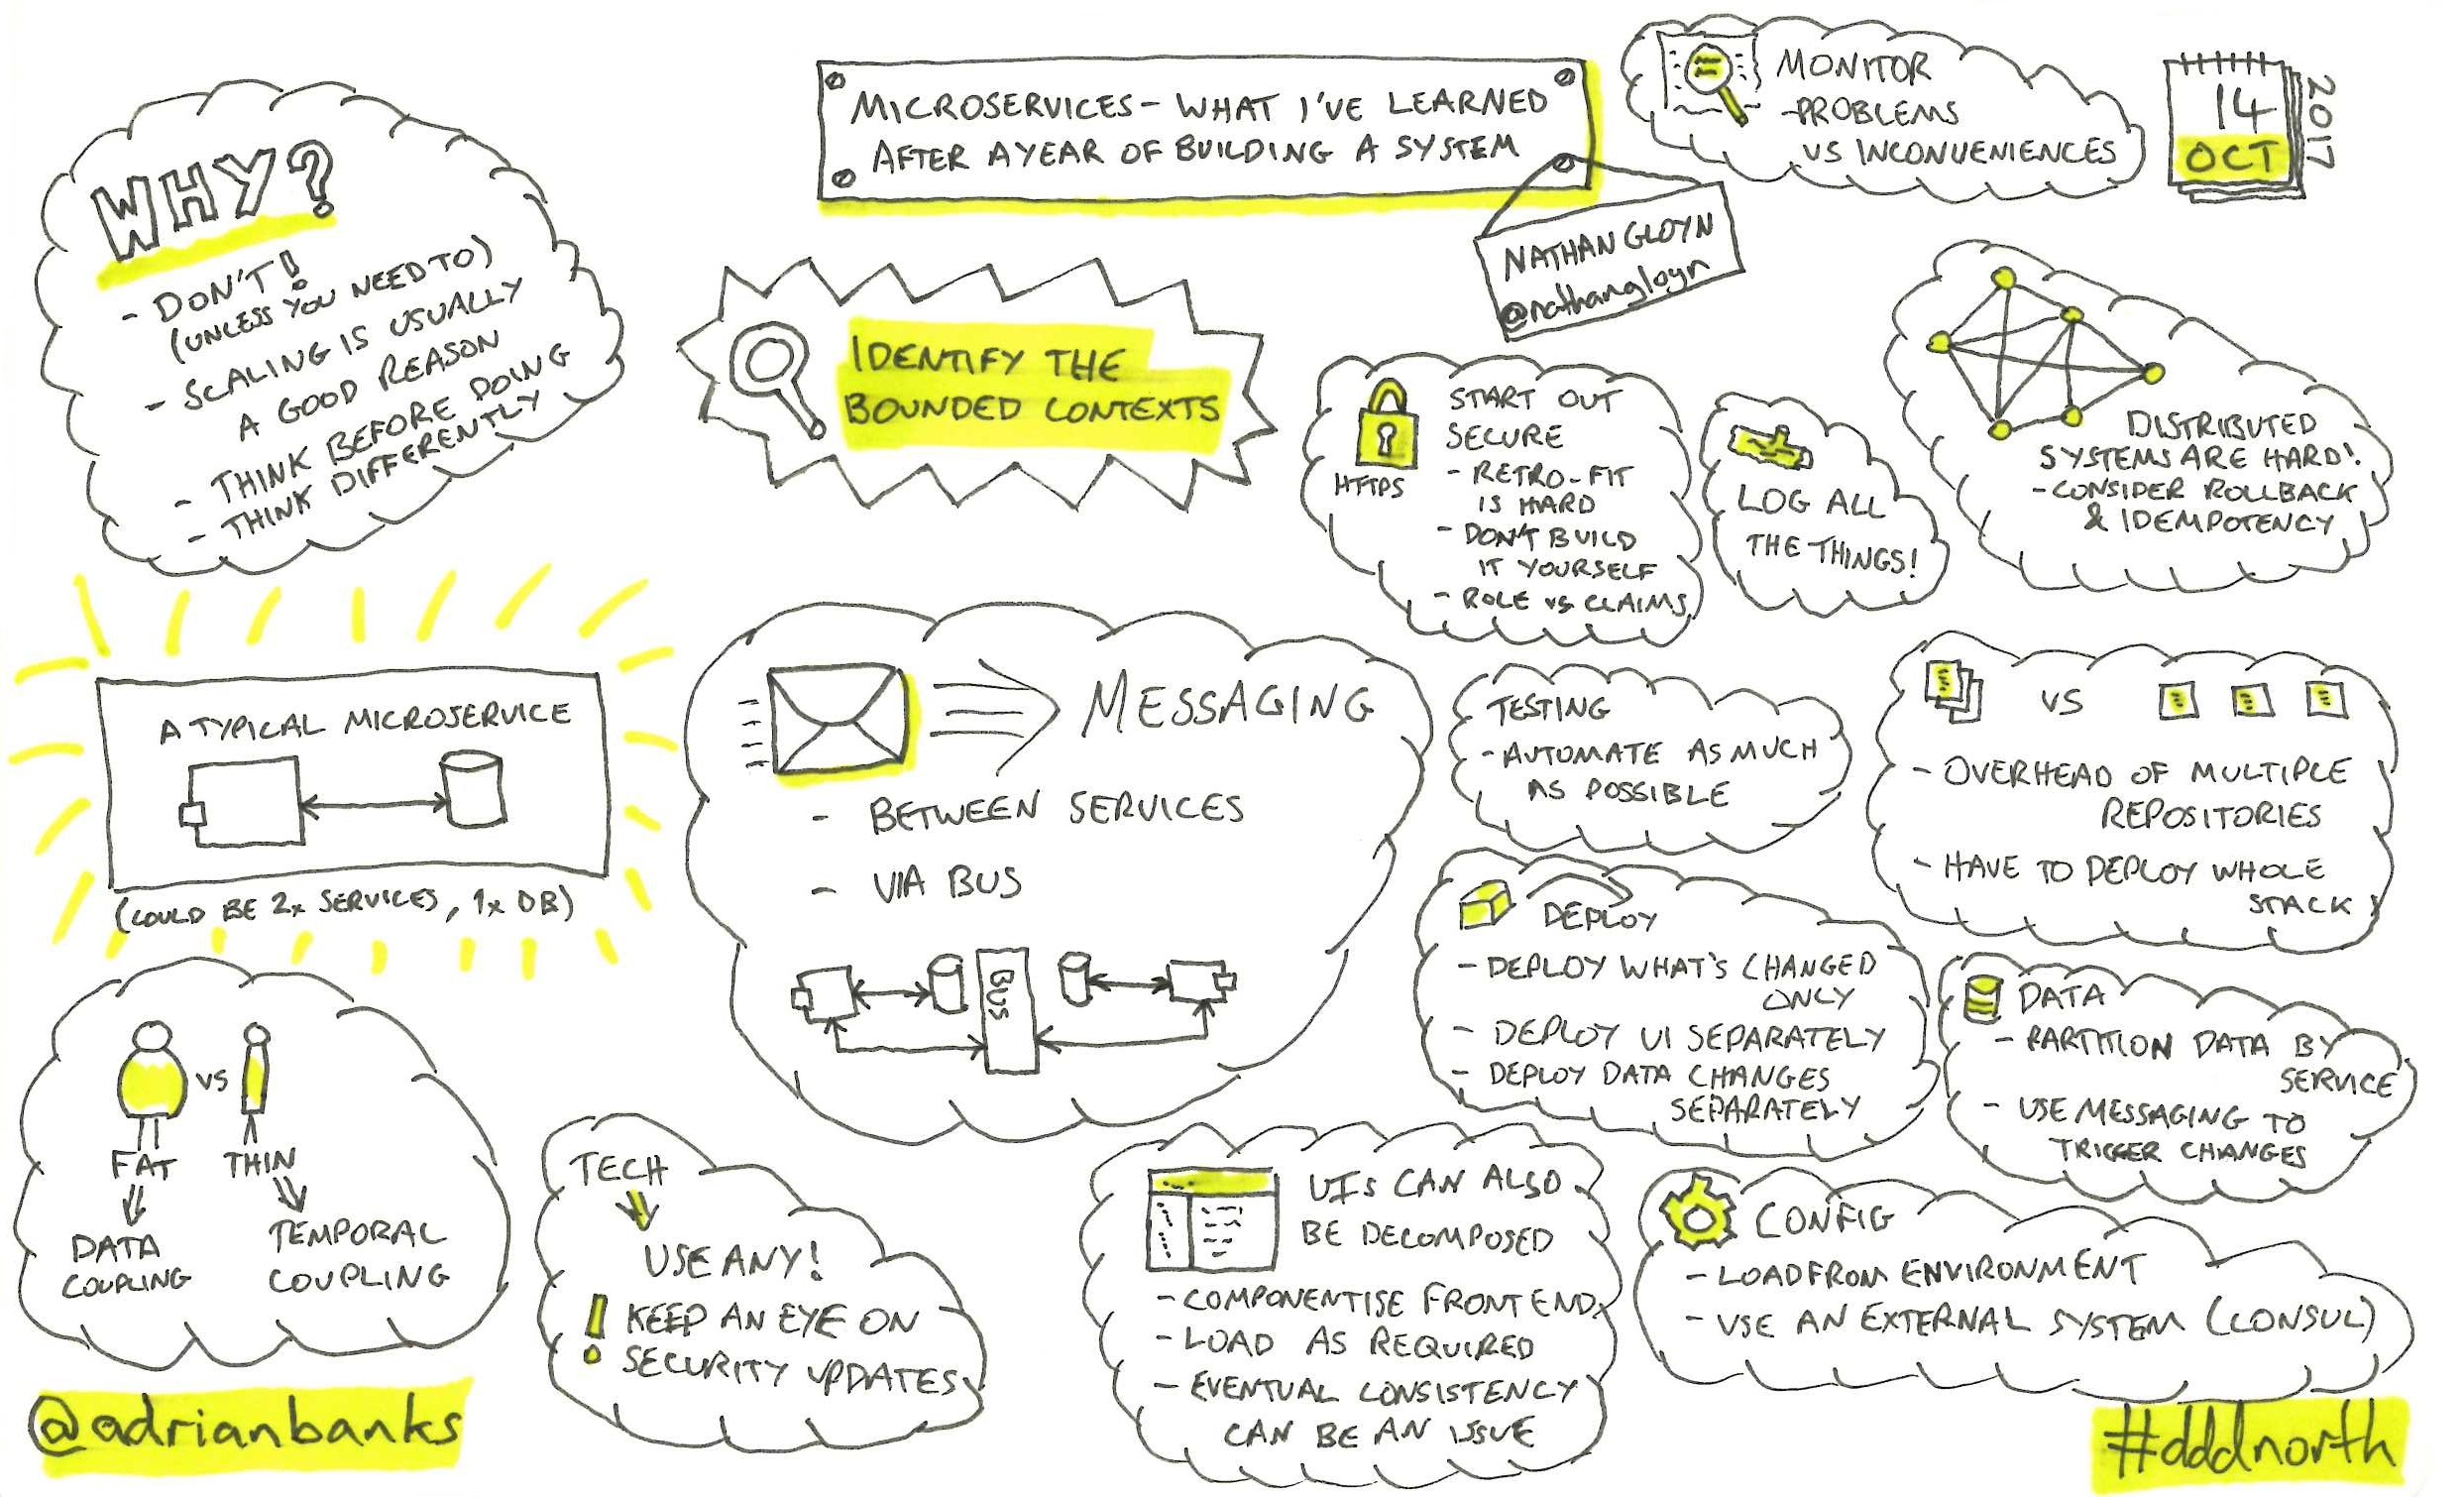 MICROSERVICES - WHAT I'VE LEARNED
AFTER A YEAR OF BUILDING A SYSTEM
NATHAN GLOYN
@nathangloyn
MONITOR
- PROBLEMS
VS INCONVENIENCES
14
OCT
2017
WHY?
- DON'T!
(UNLESS YOU NEED TO)
- SCALING IS USUALLY
A GOOD REASON
- THINK BEFORE DOING
- THINK DIFFERENTLY
IDENTIFY THE
BOUNDED CONTEXTS
HTTPS
START OUT
SECURE
- RETRO-FIT
IS HARD
- DON'T BUILD
IT YOURSELF
- ROLE VS CLAIMS
LOG ALL
THE THINGS!
DISTRIBUTED
SYSTEMS ARE HARD!
- CONSIDER ROLLBACK
& IDEMPOTENCY
A TYPICAL MICROSERVICE
(COULD BE 2x SERVICES, 1x DB)
MESSAGING
- BETWEEN SERVICES
- VIA BUS
BUS
TESTING
- AUTOMATE AS MUCH
AS POSSIBLE
VS
- OVERHEAD OF MULTIPLE
REPOSITORIES
- HAVE TO DEPLOY WHOLE
STACK
DEPLOY
- DEPLOY WHAT'S CHANGED
ONLY
- DEPLOY UI SEPARATELY
- DEPLOY DATA CHANGES
SEPARATELY
DATA
- PARTITION DATA BY
SERVICE
- USE MESSAGING TO
TRIGGER CHANGES
VS
FAT THIN
DATA
COUPLING
TEMPORAL
COUPLING
TECH
USE ANY!
! KEEP AN EYE ON
SECURITY UPDATES
UIs CAN ALSO
BE DECOMPOSED
- COMPONENTISE FRONT END
- LOAD AS REQUIRED
- EVENTUAL CONSISTENCY
CAN BE AN ISSUE
CONFIG
- LOAD FROM ENVIRONMENT
- USE AN EXTERNAL SYSTEM (CONSUL)
@adrianbanks
#dddnorth